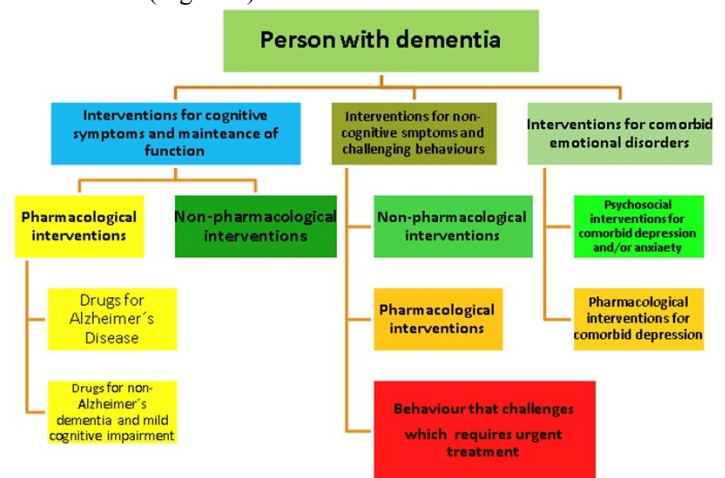 Person with dementia
Interventions for cognitive
symptoms and mainteance of
function
Interventions for non-
cognitive smptoms and
challenging behaviours
Interventions for comorbid
emotional disorders
Pharmacological
interventions
Non-pharmacological
interventions
Non-pharmacological
interventions
Psychosocial
interventions for
comorbid depression
and/or anxiaety
Drugs for
Alzheimer´s
Disease
Pharmacological
interventions
Pharmacological
interventions for
comorbid depression
Drugs for non-
Alzheimer´s
dementia and mild
cognitive impairment
Behaviour that challenges
which requires urgent
treatment